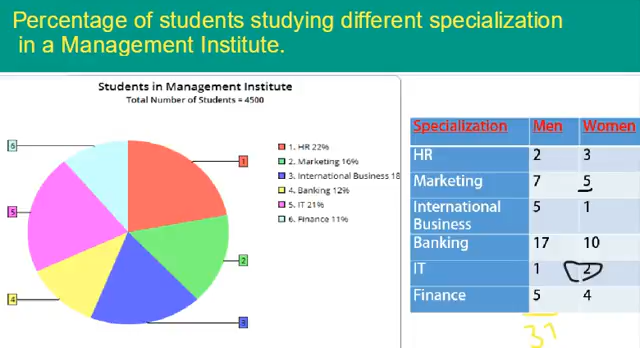 Percentage of students studying different specialization
in a Management Institute.
Students in Management Institute
Total Number of Students = 4500
1. HR 22%
2. Marketing 16%
3. International Business 18
4. Banking 12%
5. IT 21%
6. Finance 11%
6
1
5
2
4
3
Specialization Men Women
HR 2 3
Marketing 7 5
International 5 1
Business
Banking 17 10
IT 1 2
Finance 5 4
37